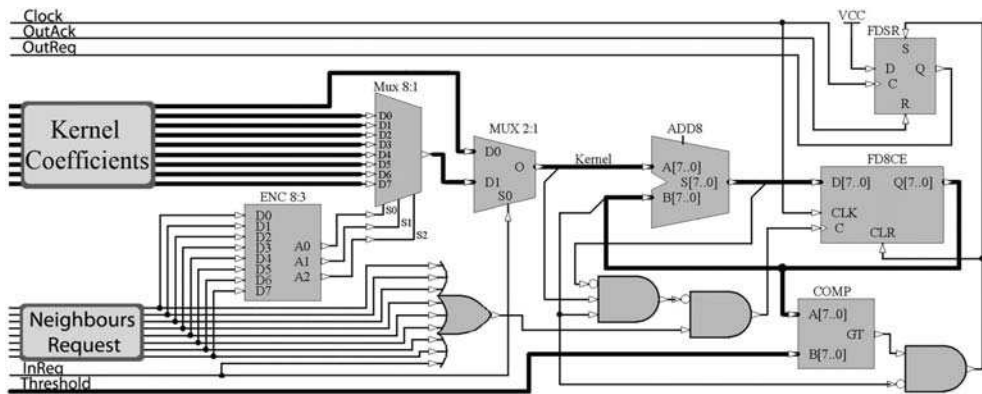 Clock
OutAck
OutReq
VCC
FDSR
S
D
Q
C
R
Kernel
Coefficients
Mux 8:1
D0
D1
D2
D3
D4
D5
D6
D7
S0
S1
S2
MUX 2:1
D0
O
D1
S0
Kernel
ADD8
A[7..0]
S[7..0]
B[7..0]
FD8CE
D[7..0]
Q[7..0]
CLK
C
CLR
ENC 8:3
D0
D1
D2
D3
D4
D5
D6
D7
A0
A1
A2
COMP
A[7..0]
GT
B[7..0]
Neighbours
Request
InReq
Threshold